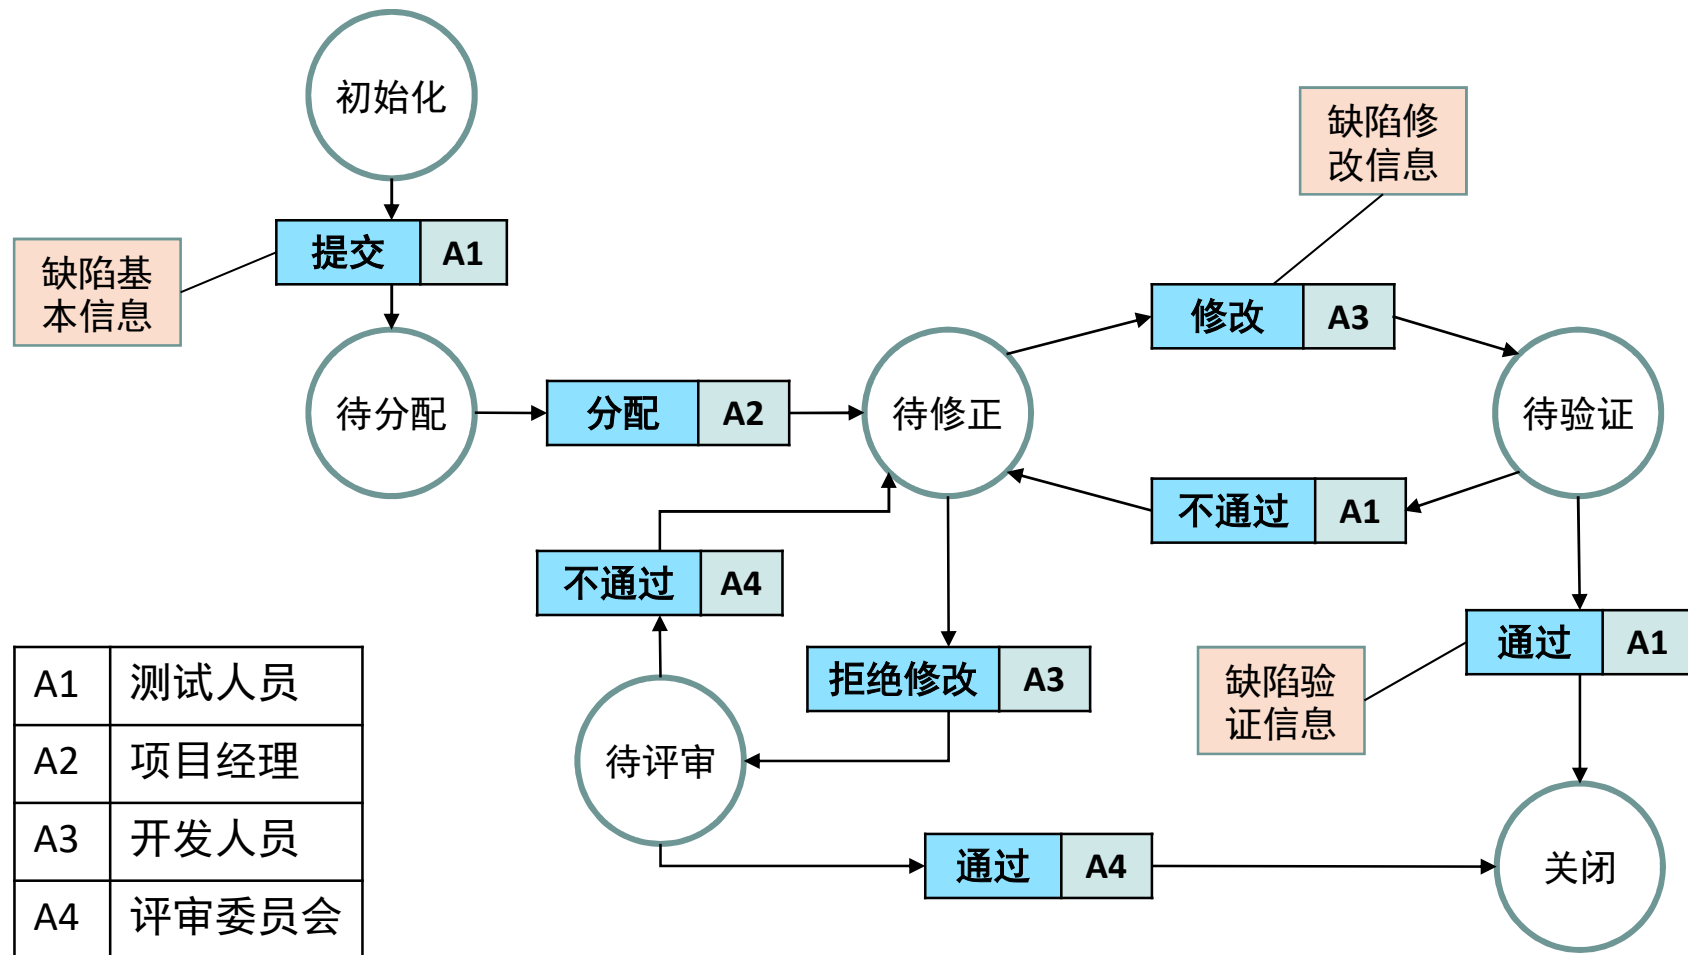 初始化
缺陷修
改信息
提交 A1
缺陷基
本信息
修改 A3
待分配
分配 A2
待修正
待验证
不通过 A1
不通过 A4
通过 A1
拒绝修改 A3
缺陷验
证信息
待评审
通过 A4
关闭
A1 测试人员
A2 项目经理
A3 开发人员
A4 评审委员会